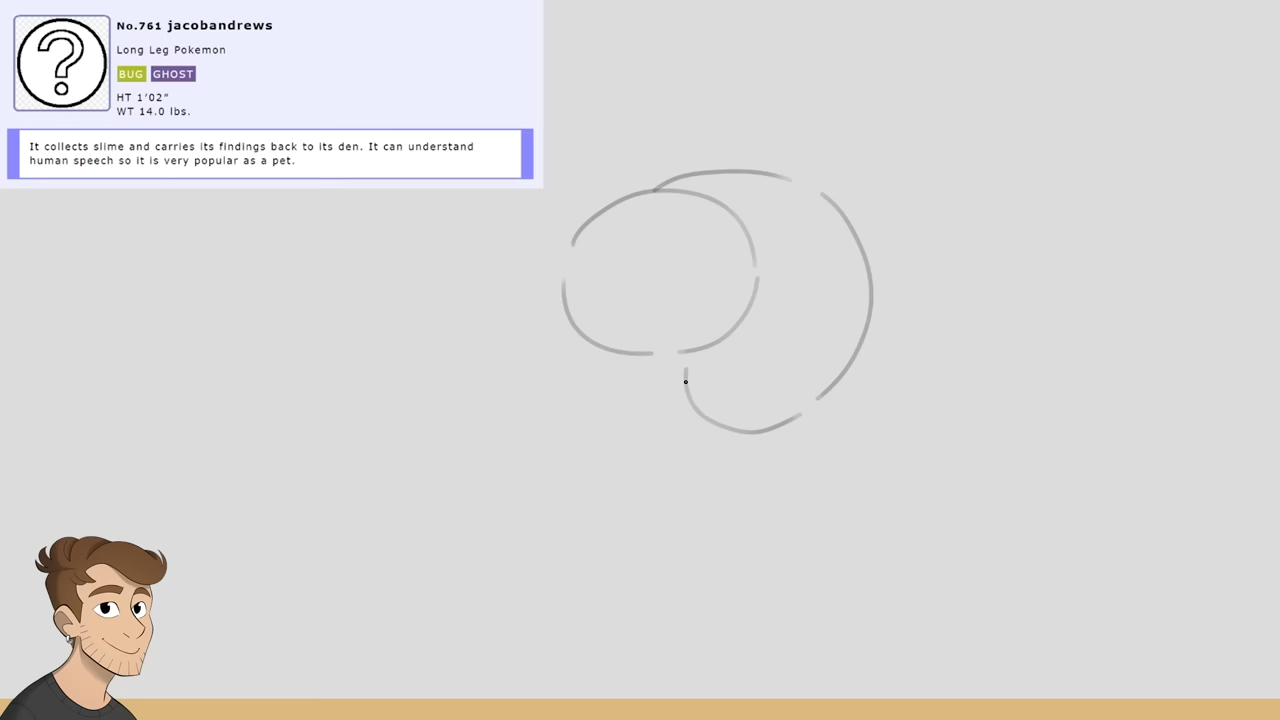 No.761 jacobandrews
Long Leg Pokemon
BUG GHOST
HT 1'02"
WT 14.0 lbs.
It collects slime and carries its findings back to its den. It can understand
human speech so it is very popular as a pet.